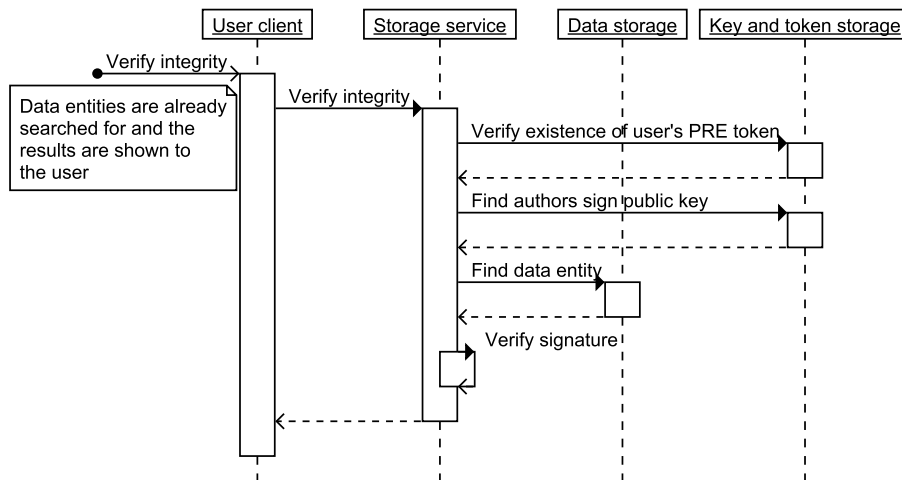 User client
Storage service
Data storage
Key and token storage
Verify integrity
Data entities are already
searched for and the
results are shown to
the user
Verify integrity
Verify existence of user's PRE token
Find authors sign public key
Find data entity
Verify signature